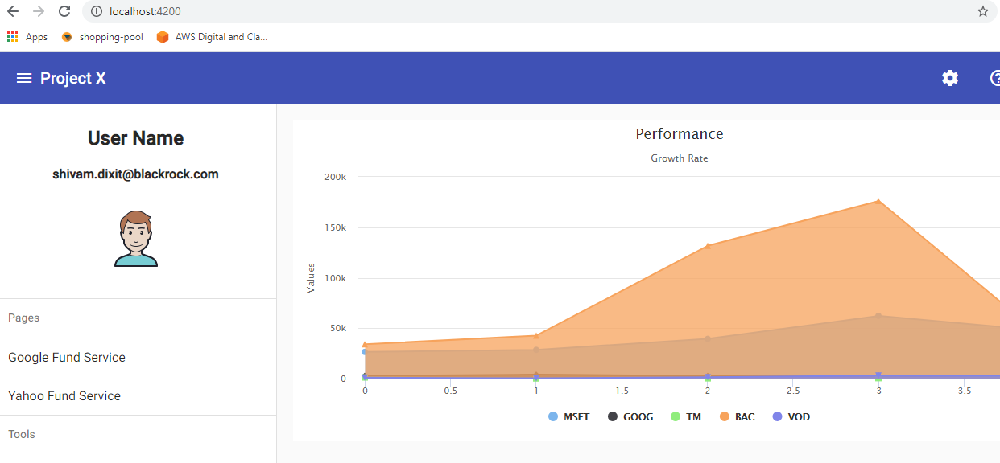 localhost:4200
Apps
shopping-pool
AWS Digital and Cla...
Project X
User Name
shivam.dixit@blackrock.com
Pages
Google Fund Service
Yahoo Fund Service
Tools
Performance
Growth Rate
Values
200k
150k
100k
50k
0
0 0.5 1 1.5 2 2.5 3 3.5
MSFT GOOG TM BAC VOD